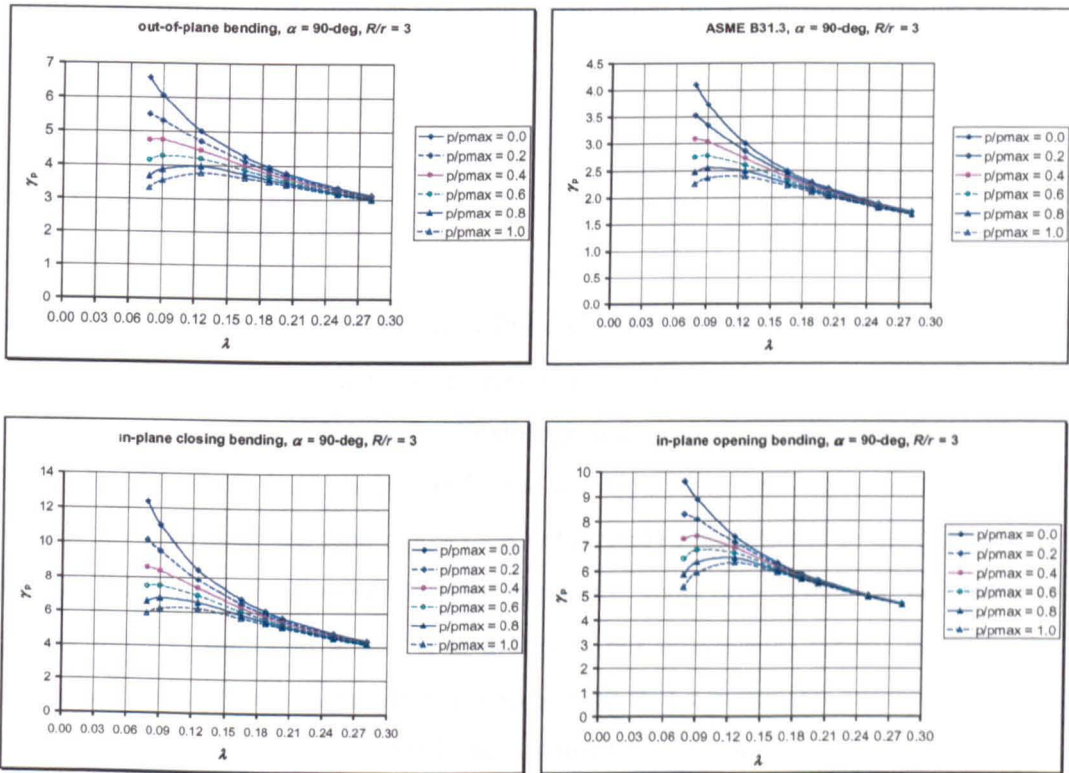 out-of-plane bending, α = 90-deg, R/r = 3
7
6
5
4
3
2
1
0
γp
0.00 0.03 0.06 0.09 0.12 0.15 0.18 0.21 0.24 0.27 0.30
λ
p/pmax = 0.0
p/pmax = 0.2
p/pmax = 0.4
p/pmax = 0.6
p/pmax = 0.8
p/pmax = 1.0
ASME B31.3, α = 90-deg, R/r = 3
4.5
4.0
3.5
3.0
2.5
2.0
1.5
1.0
0.5
0.0
γp
0.00 0.03 0.06 0.09 0.12 0.15 0.18 0.21 0.24 0.27 0.30
λ
p/pmax = 0.0
p/pmax = 0.2
p/pmax = 0.4
p/pmax = 0.6
p/pmax = 0.8
p/pmax = 1.0
in-plane closing bending, α = 90-deg, R/r = 3
14
12
10
8
6
4
2
0
γp
0.00 0.03 0.06 0.09 0.12 0.15 0.18 0.21 0.24 0.27 0.30
λ
p/pmax = 0.0
p/pmax = 0.2
p/pmax = 0.4
p/pmax = 0.6
p/pmax = 0.8
p/pmax = 1.0
in-plane opening bending, α = 90-deg, R/r = 3
10
9
8
7
6
5
4
3
2
1
0
γp
0.00 0.03 0.06 0.09 0.12 0.15 0.18 0.21 0.24 0.27 0.30
λ
p/pmax = 0.0
p/pmax = 0.2
p/pmax = 0.4
p/pmax = 0.6
p/pmax = 0.8
p/pmax = 1.0